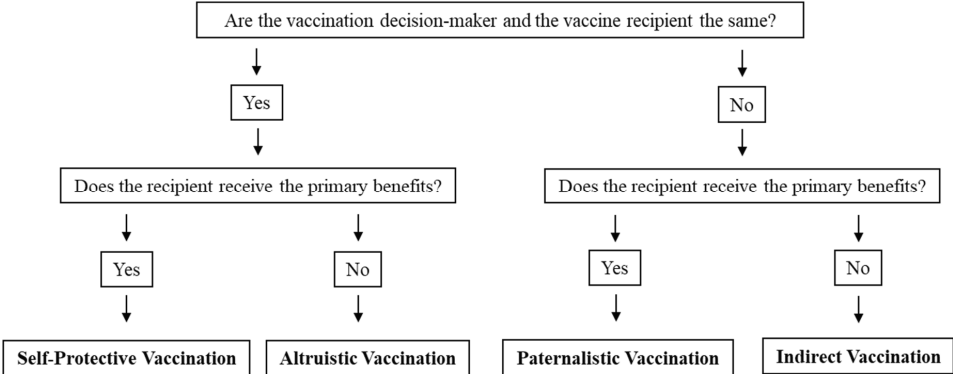 Are the vaccination decision-maker and the vaccine recipient the same?
Yes
No
Does the recipient receive the primary benefits?
Does the recipient receive the primary benefits?
Yes
No
Yes
No
Self-Protective Vaccination
Altruistic Vaccination
Paternalistic Vaccination
Indirect Vaccination